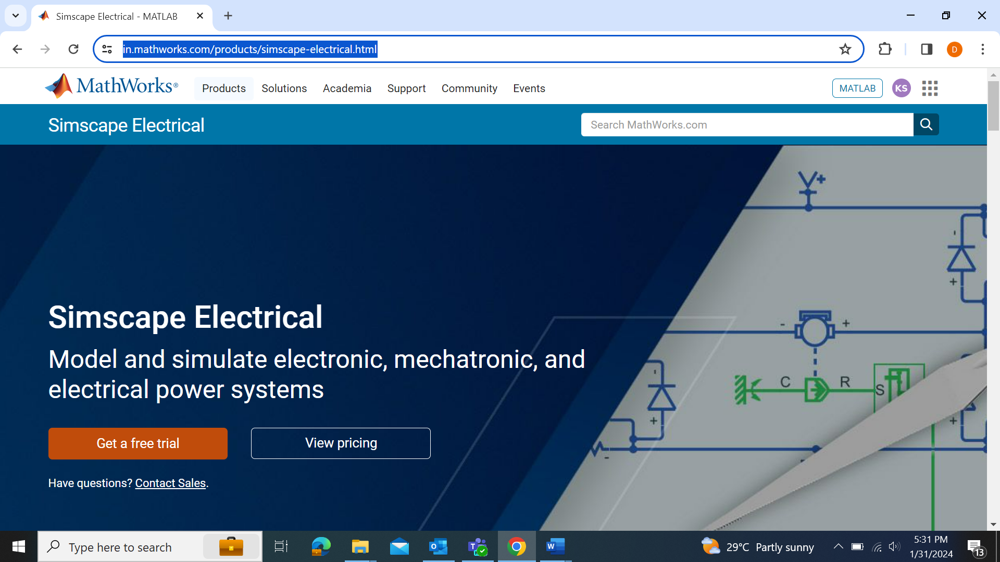 Simscape Electrical - MATLAB
in.mathworks.com/products/simscape-electrical.html
D
MathWorks®
Products
Solutions
Academia
Support
Community
Events
MATLAB
KS
Simscape Electrical
Search MathWorks.com
V+
-
+
- +
C R S
-
+
+
-
Simscape Electrical
Model and simulate electronic, mechatronic, and
electrical power systems
Get a free trial
View pricing
Have questions? Contact Sales.
Type here to search
29°C Partly sunny
5:31 PM
1/31/2024
13